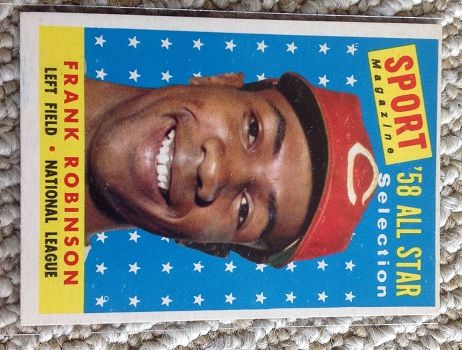 SPORT
Magazine
'58 ALL STAR
Selection
C
FRANK ROBINSON
LEFT FIELD • NATIONAL LEAGUE